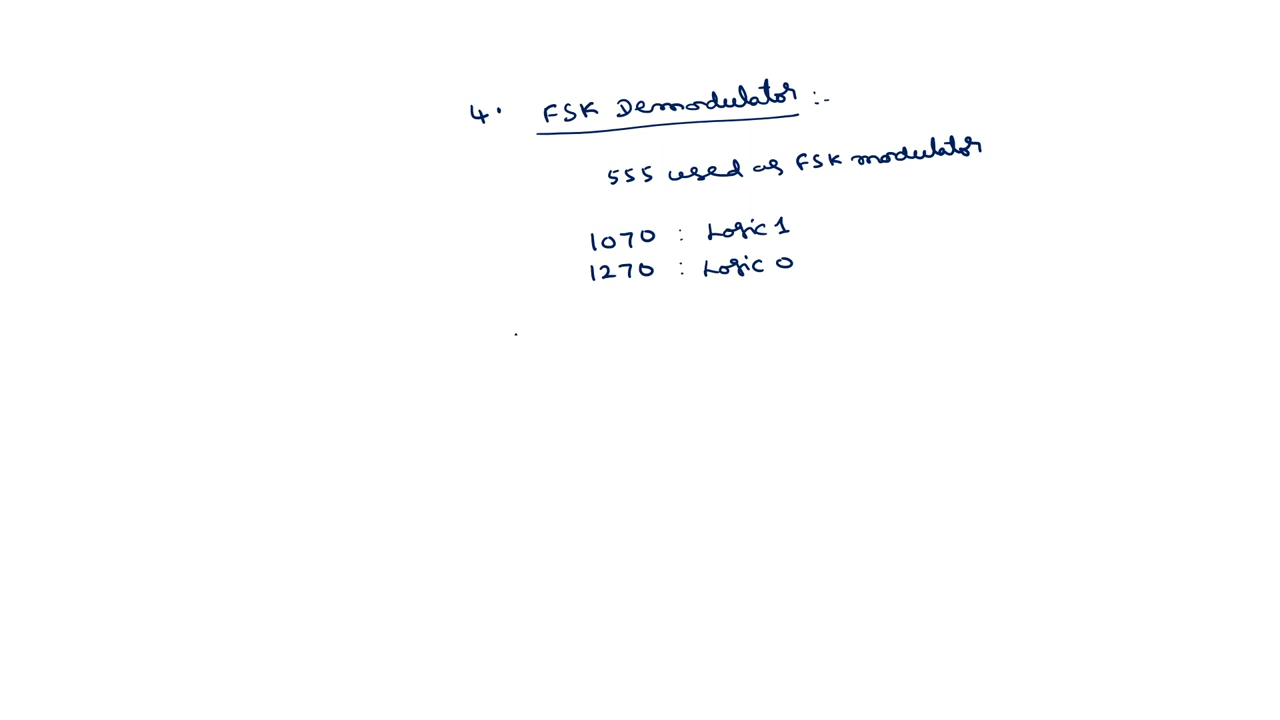 4. FSK Demodulator :-
555 used as FSK modulator
1070 : Logic 1
1270 : Logic 0